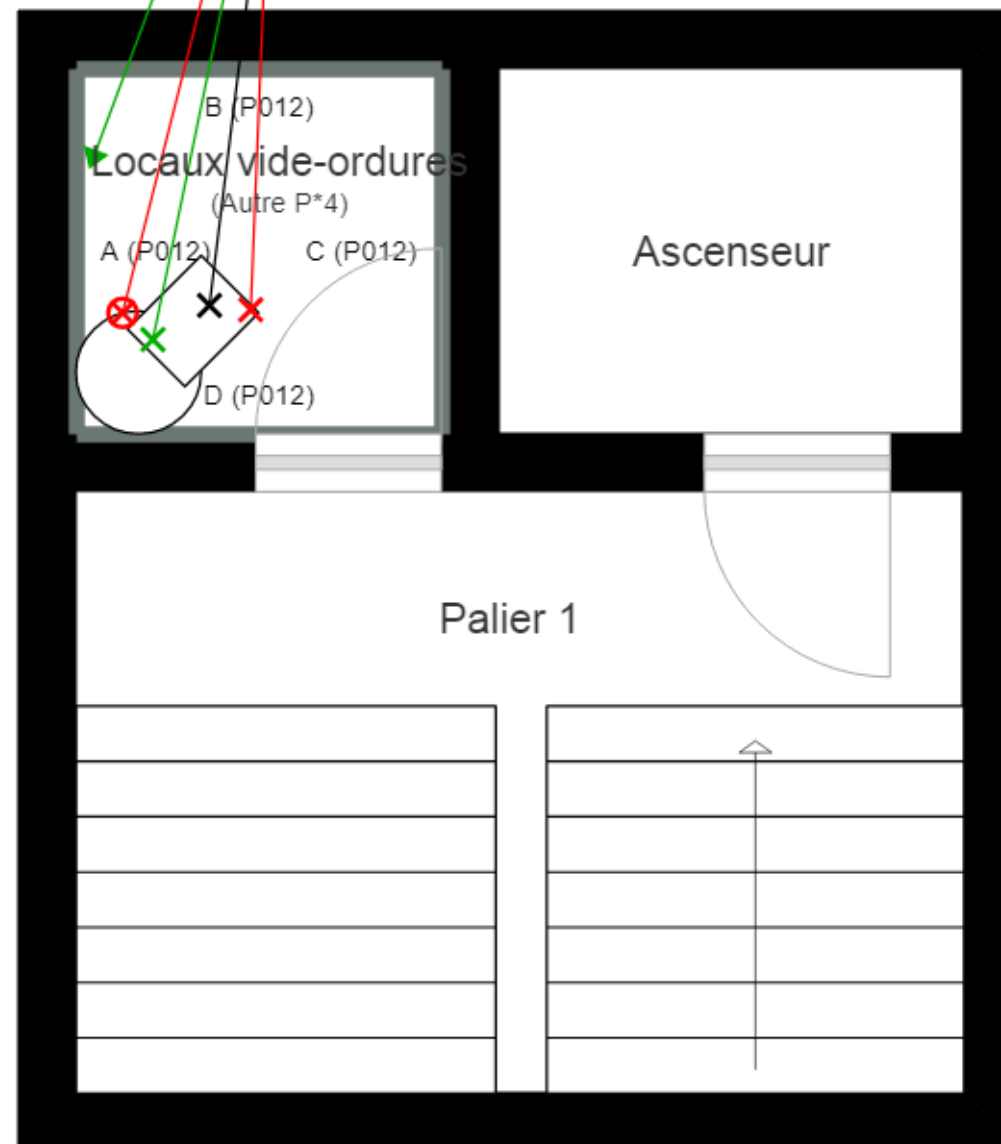 B (P012)
Locaux vide-ordures
(Autre P*4)
A (P012)
C (P012)
D (P012)
Ascenseur
Palier 1